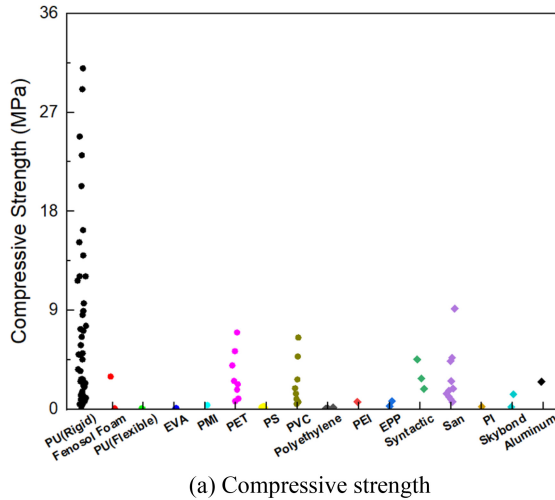 Compressive Strength (MPa)
36
27
18
9
0
PU(Rigid)
Fenosol Foam
PU(Flexible)
EVA
PMI
PET
PS
PVC
Polyethylene
PEI
EPP
Syntactic
San
PI
Skybond
Aluminum
(a) Compressive strength